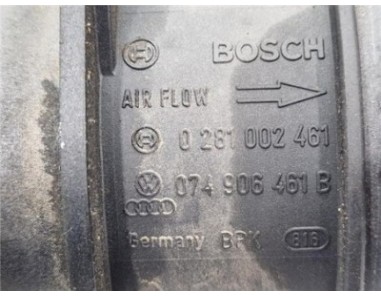 BOSCH
AIR FLOW
0 281 002 461
074 906 461 B
Germany BPK 816